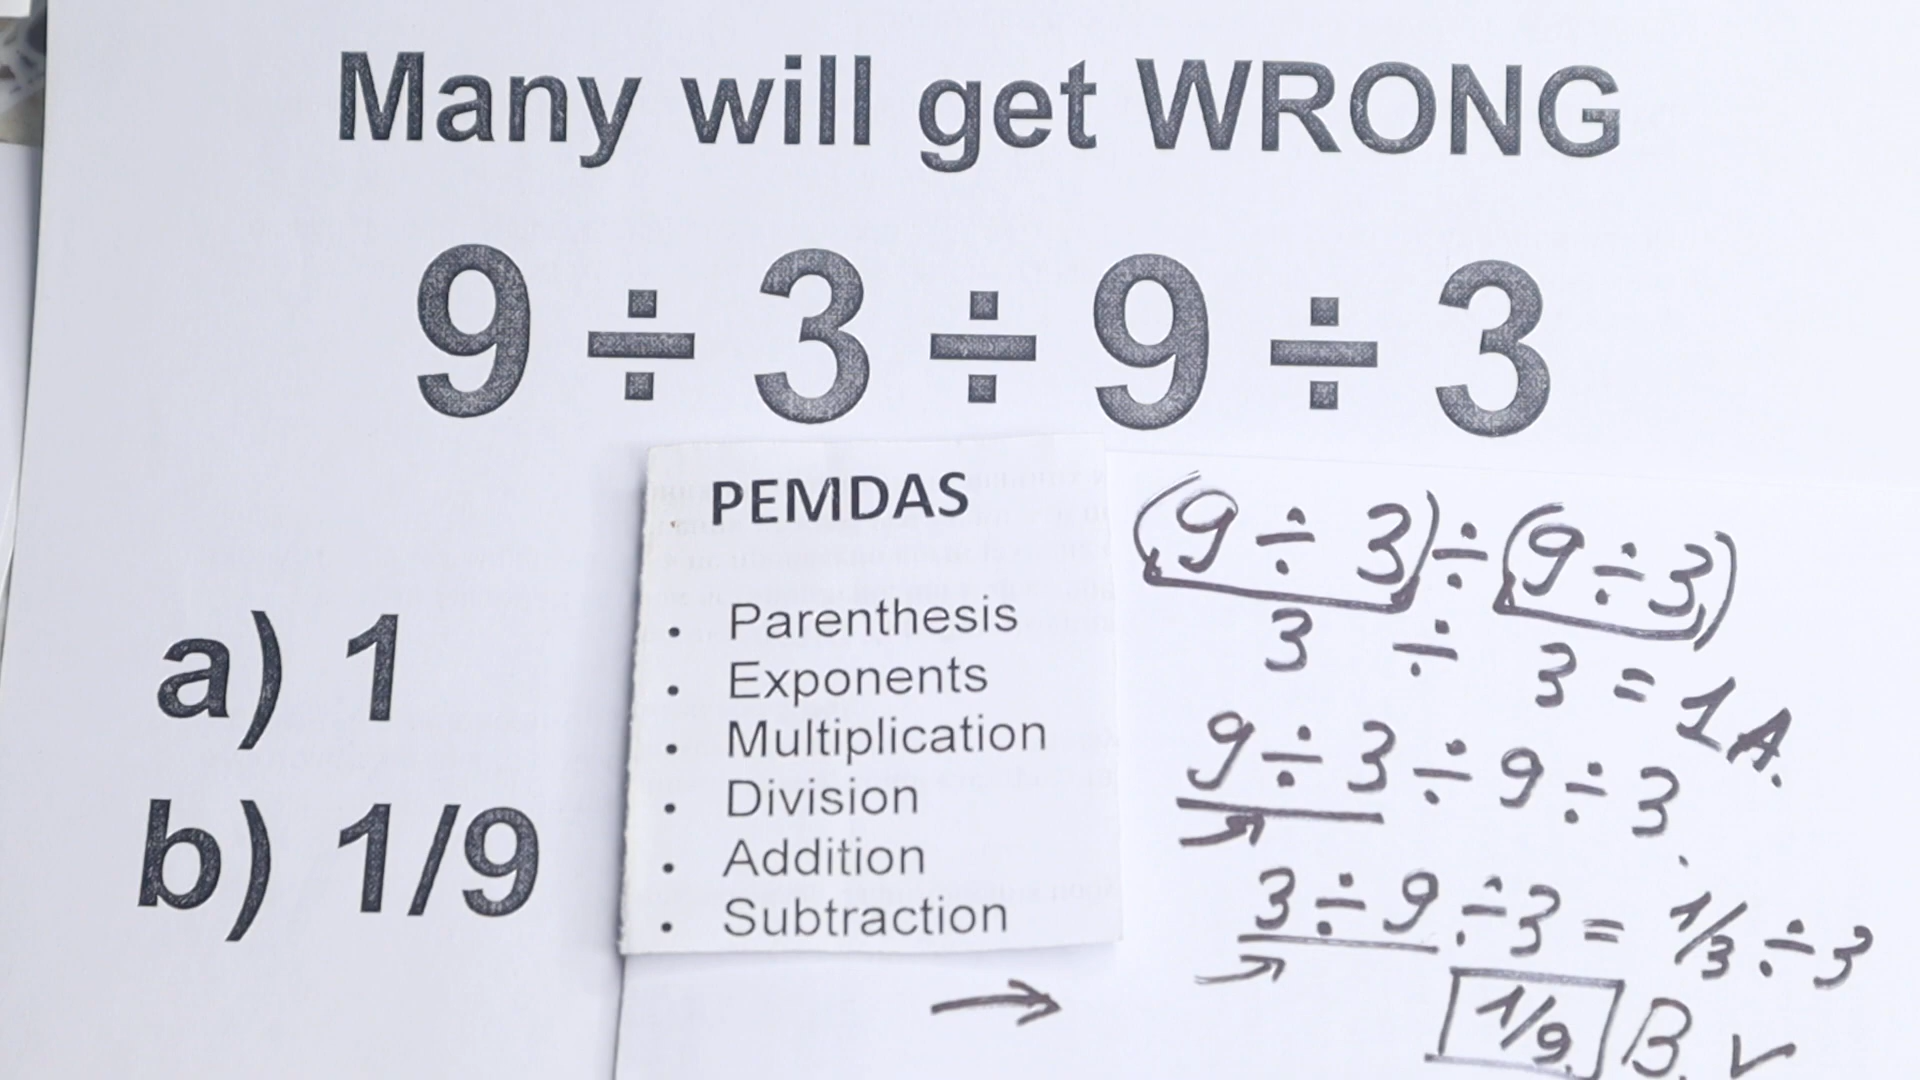 Many will get WRONG
9 ÷ 3 ÷ 9 ÷ 3
a) 1
b) 1/9
PEMDAS
• Parenthesis
• Exponents
• Multiplication
• Division
• Addition
• Subtraction
(9 ÷ 3) ÷ (9 ÷ 3)
3 ÷ 3 = 1 A.
9 ÷ 3 ÷ 9 ÷ 3
3 ÷ 9 ÷ 3 = 1/3 ÷ 3
→ 1/9. B. ✓